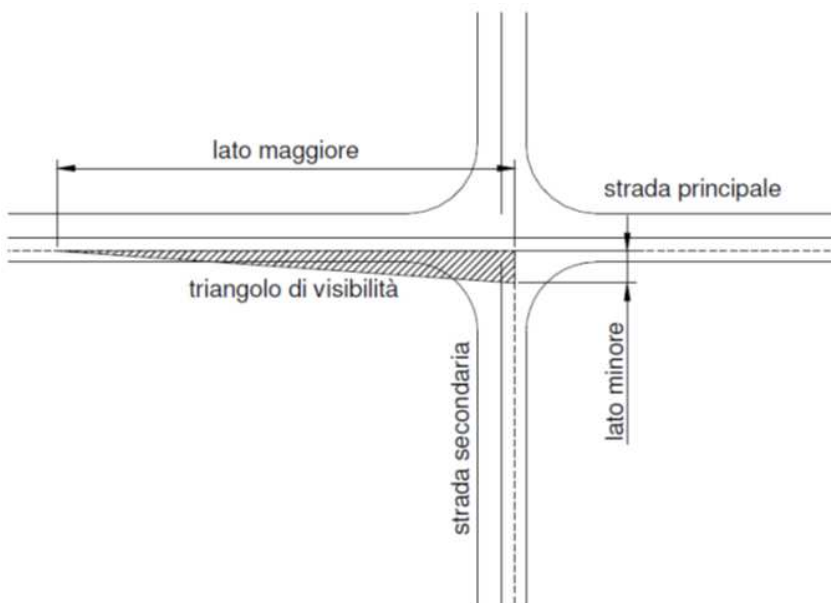 lato maggiore
strada principale
triangolo di visibilità
strada secondaria
lato minore